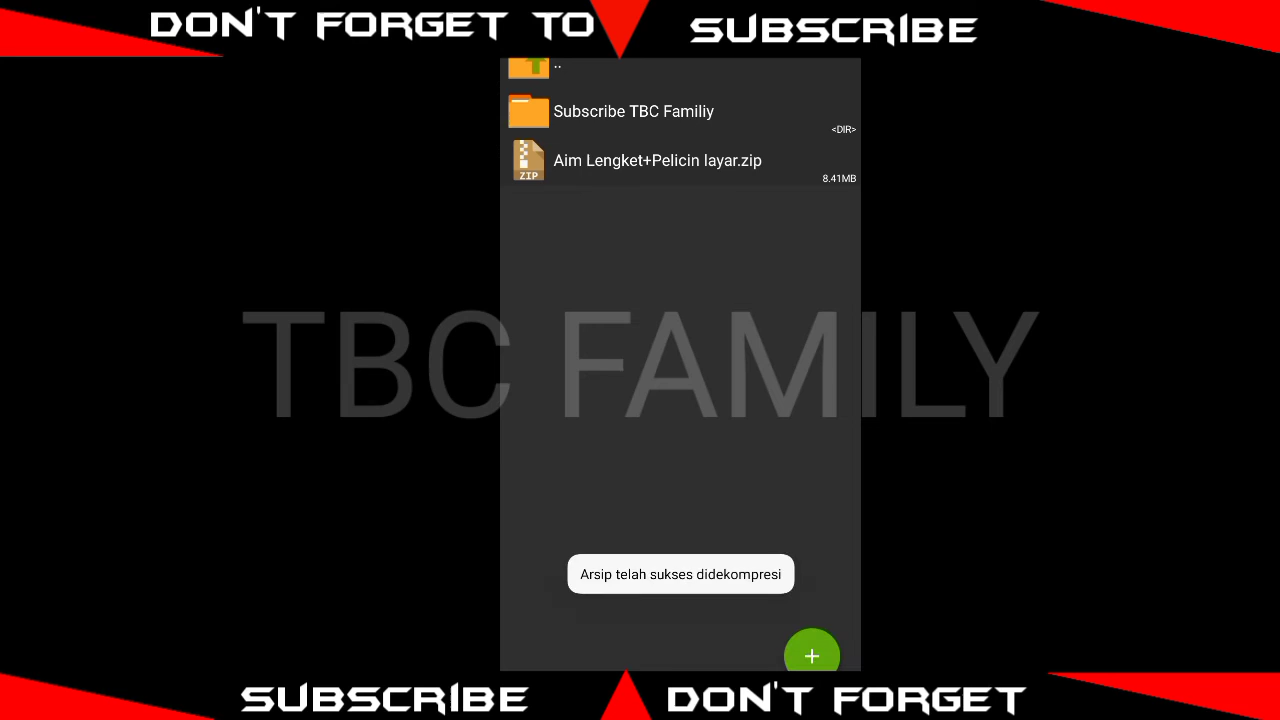 DON'T FORGET TO SUBSCRIBE
..
Subscribe TBC Familiy
<DIR>
Aim Lengket+Pelicin layar.zip
ZIP
8.41MB
TBC FAMILY
Arsip telah sukses didekompresi
+
SUBSCRIBE DON'T FORGET